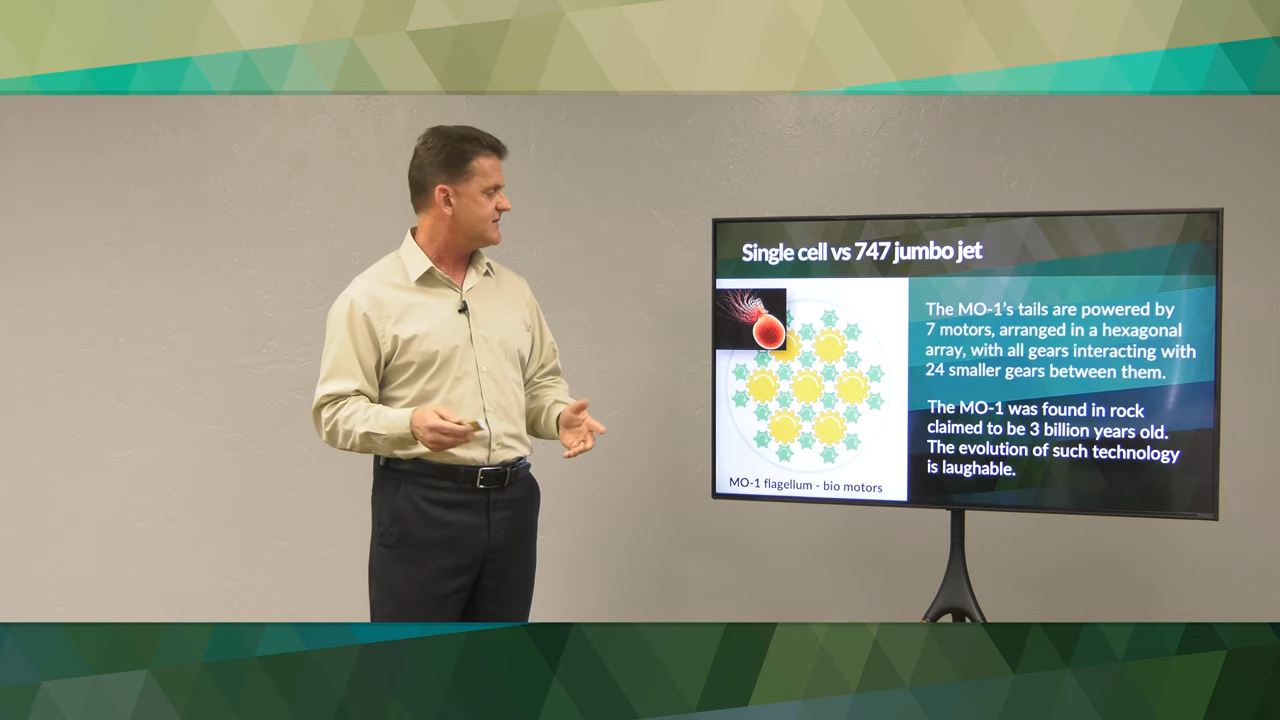 Single cell vs 747 jumbo jet
The MO-1's tails are powered by
7 motors, arranged in a hexagonal
array, with all gears interacting with
24 smaller gears between them.
The MO-1 was found in rock
claimed to be 3 billion years old.
The evolution of such technology
is laughable.
MO-1 flagellum - bio motors